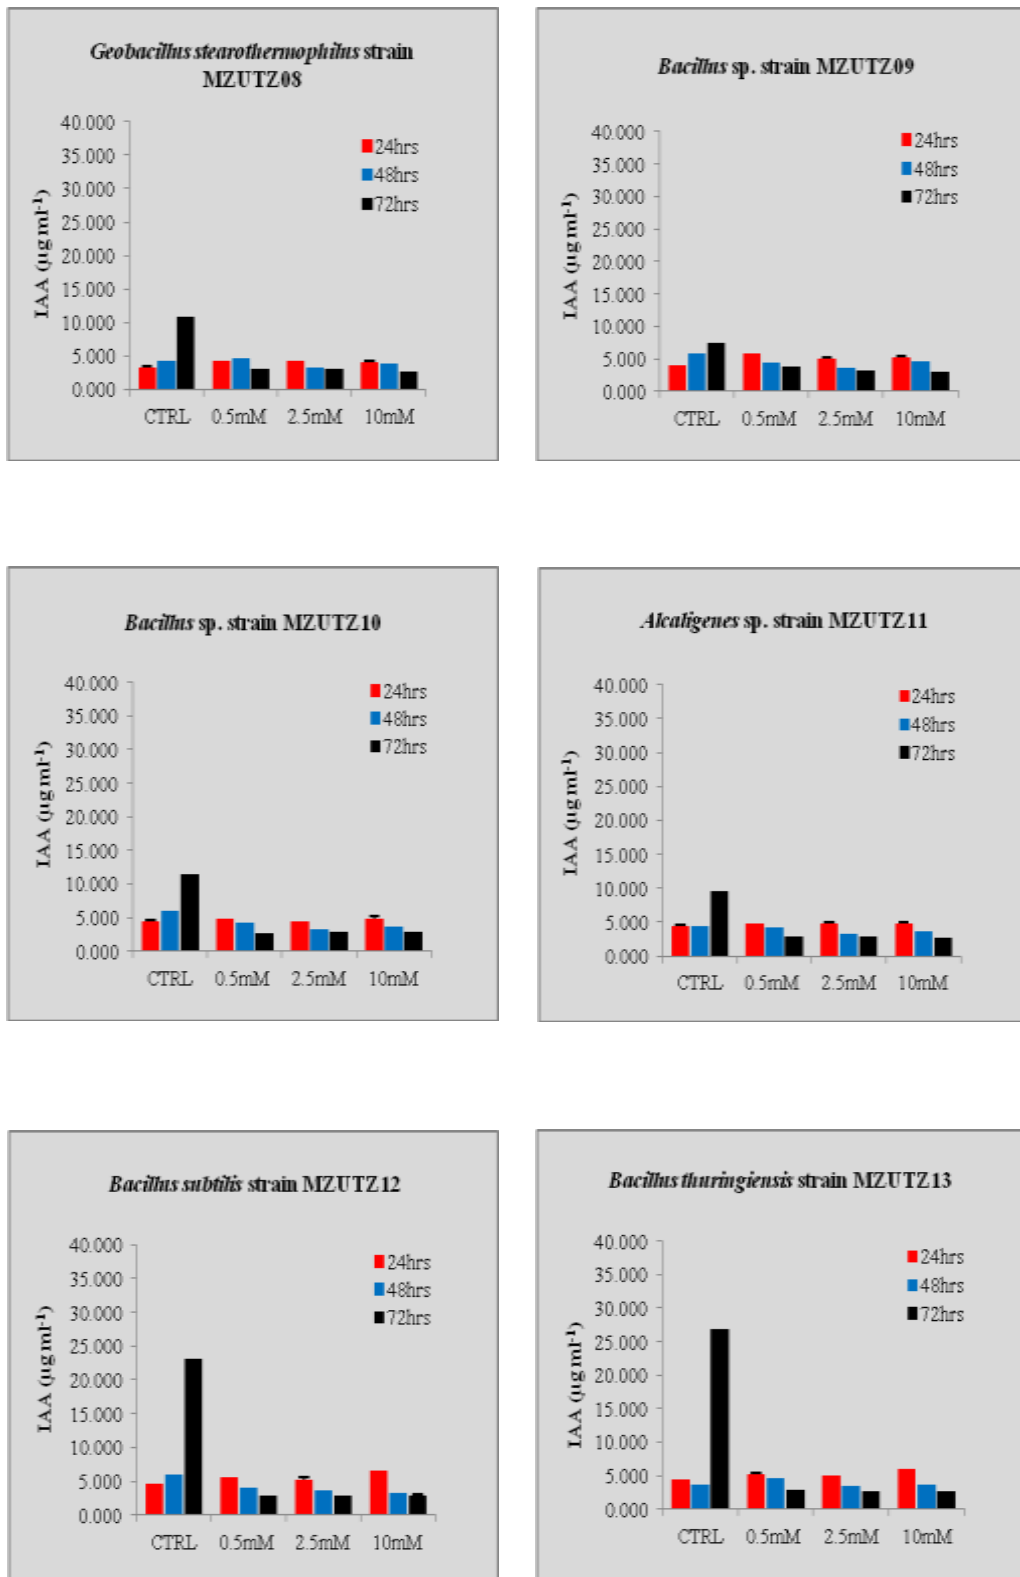 Geobacillus stearothermophilus strain
MZUTZ08
IAA (µg ml-1)
40.000
35.000
30.000
25.000
20.000
15.000
10.000
5.000
0.000
24hrs
48hrs
72hrs
CTRL 0.5mM 2.5mM 10mM
Bacillus sp. strain MZUTZ09
IAA (µg ml-1)
40.000
35.000
30.000
25.000
20.000
15.000
10.000
5.000
0.000
24hrs
48hrs
72hrs
CTRL 0.5mM 2.5mM 10mM
Bacillus sp. strain MZUTZ10
IAA (µg ml-1)
40.000
35.000
30.000
25.000
20.000
15.000
10.000
5.000
0.000
24hrs
48hrs
72hrs
CTRL 0.5mM 2.5mM 10mM
Alcaligenes sp. strain MZUTZ11
IAA (µg ml-1)
40.000
35.000
30.000
25.000
20.000
15.000
10.000
5.000
0.000
24hrs
48hrs
72hrs
CTRL 0.5mM 2.5mM 10mM
Bacillus subtilis strain MZUTZ12
IAA (µg ml-1)
40.000
35.000
30.000
25.000
20.000
15.000
10.000
5.000
0.000
24hrs
48hrs
72hrs
CTRL 0.5mM 2.5mM 10mM
Bacillus thuringiensis strain MZUTZ13
IAA (µg ml-1)
40.000
35.000
30.000
25.000
20.000
15.000
10.000
5.000
0.000
24hrs
48hrs
72hrs
CTRL 0.5mM 2.5mM 10mM